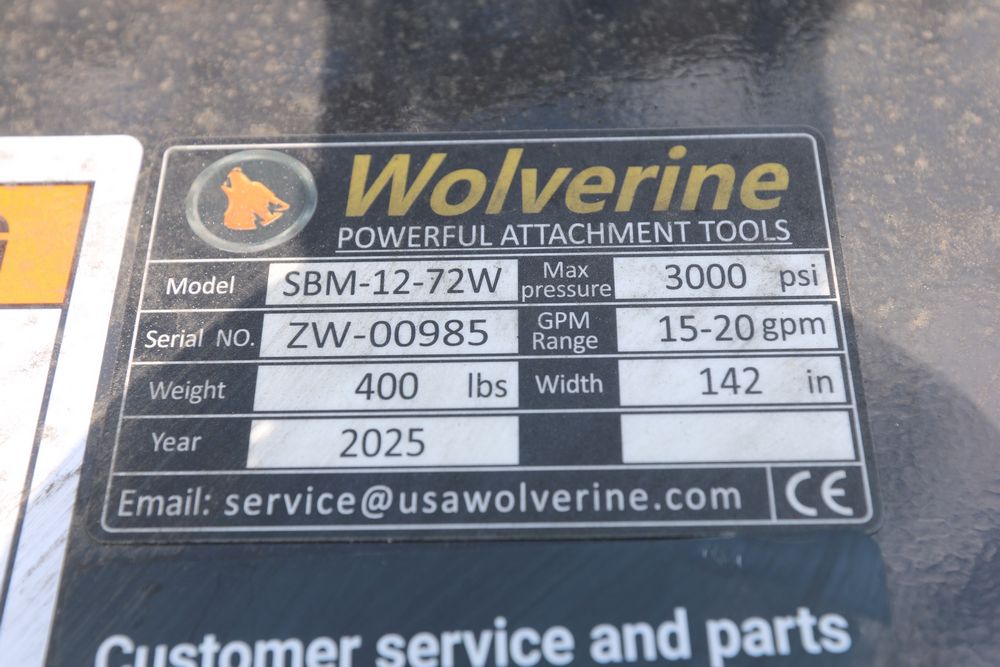 Wolverine
POWERFUL ATTACHMENT TOOLS
Model SBM-12-72W Max pressure 3000 psi
Serial NO. ZW-00985 GPM Range 15-20 gpm
Weight 400 lbs Width 142 in
Year 2025
Email: service@usawolverine.com CE
Customer service and parts